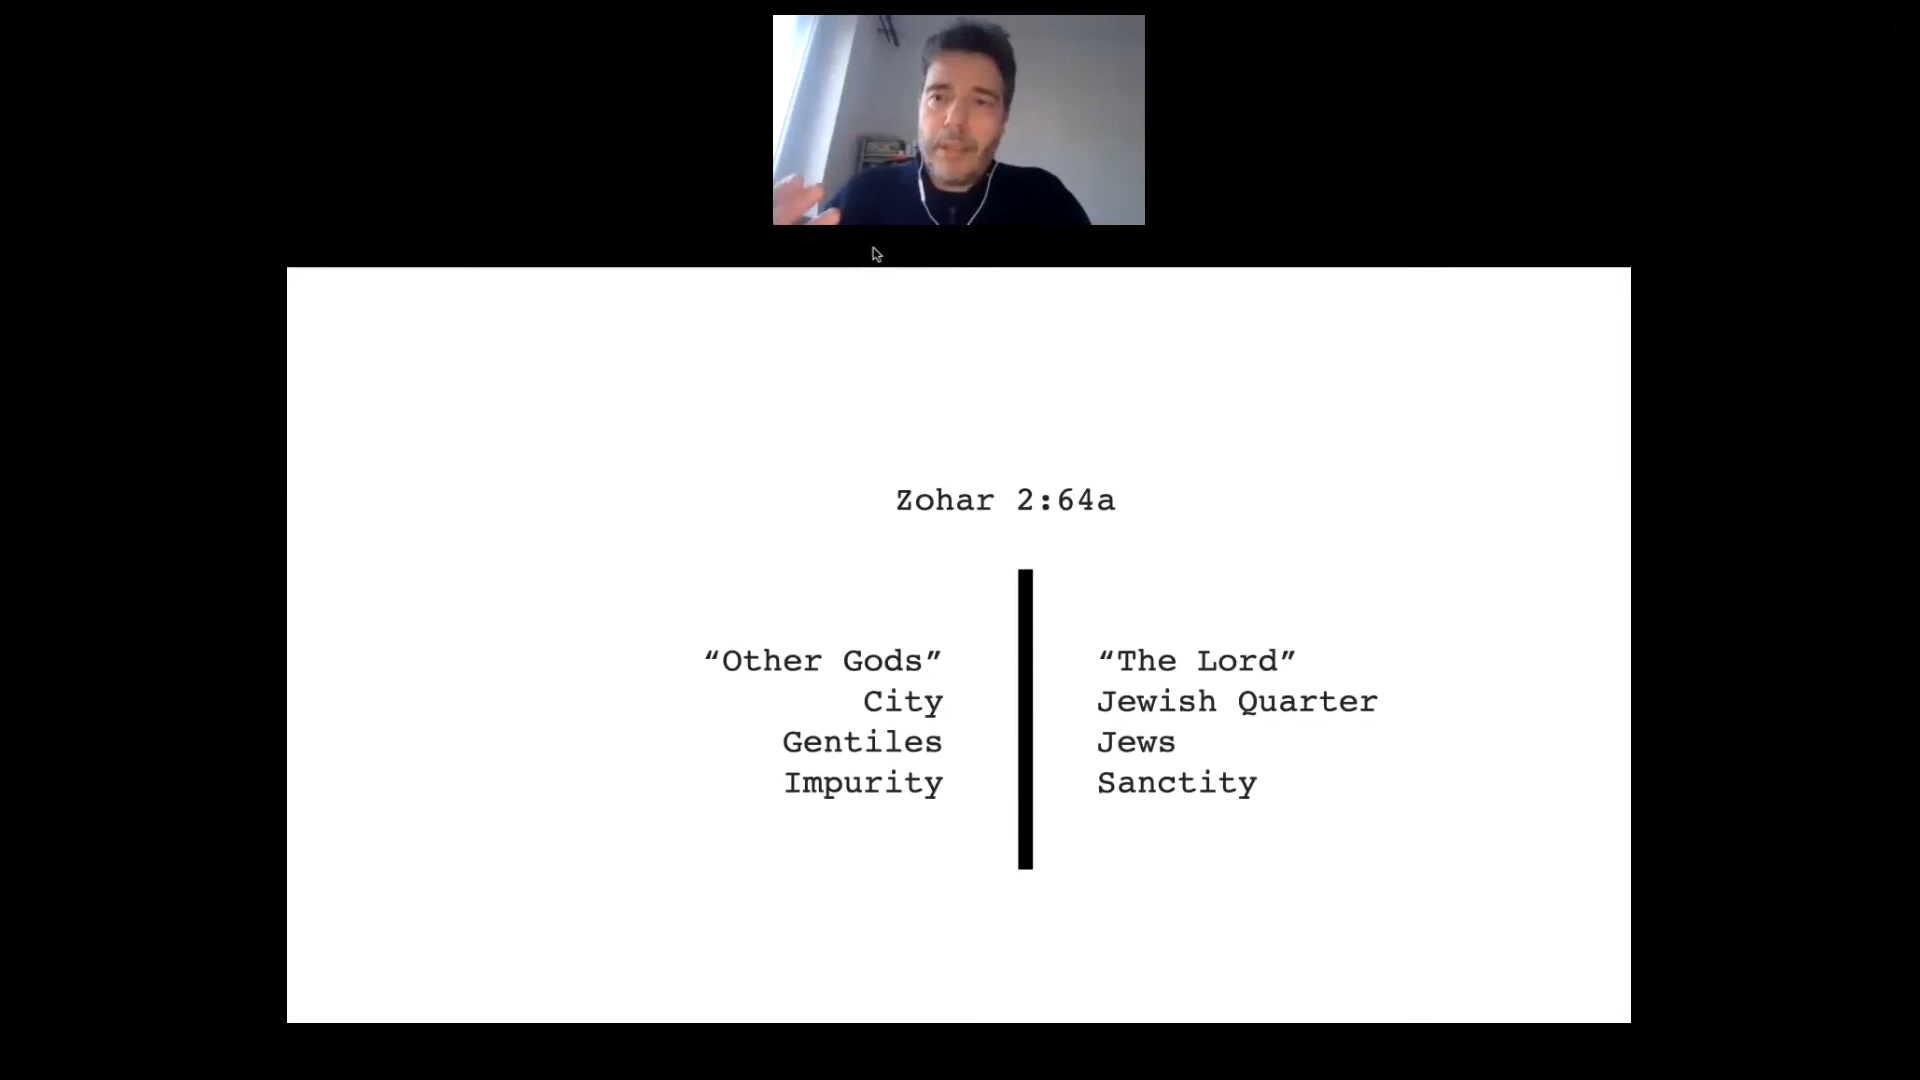 Zohar 2:64a
“Other Gods”
City
Gentiles
Impurity
“The Lord”
Jewish Quarter
Jews
Sanctity